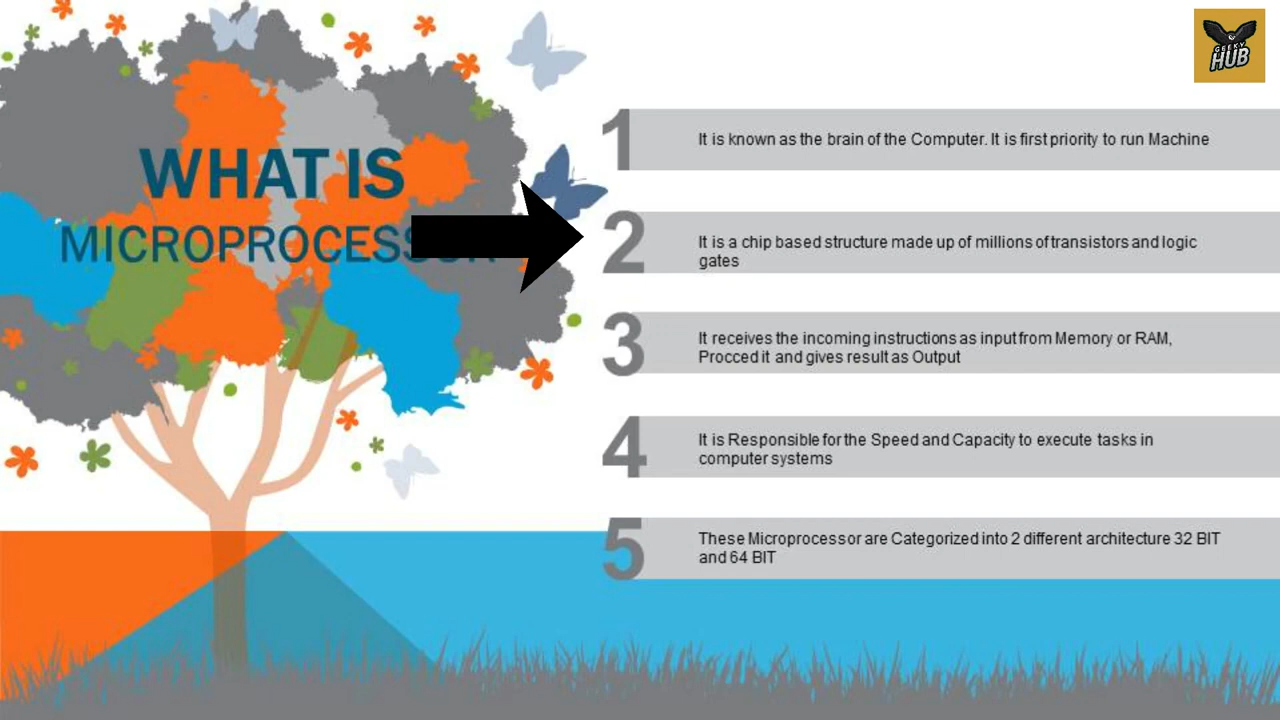 GEEKY
HUB
WHAT IS
MICROPROCESSOR
1
It is known as the brain of the Computer. It is first priority to run Machine
2
It is a chip based structure made up of millions of transistors and logic
gates
3
It receives the incoming instructions as input from Memory or RAM,
Procced it and gives result as Output
4
It is Responsible for the Speed and Capacity to execute tasks in
computer systems
5
These Microprocessor are Categorized into 2 different architecture 32 BIT
and 64 BIT